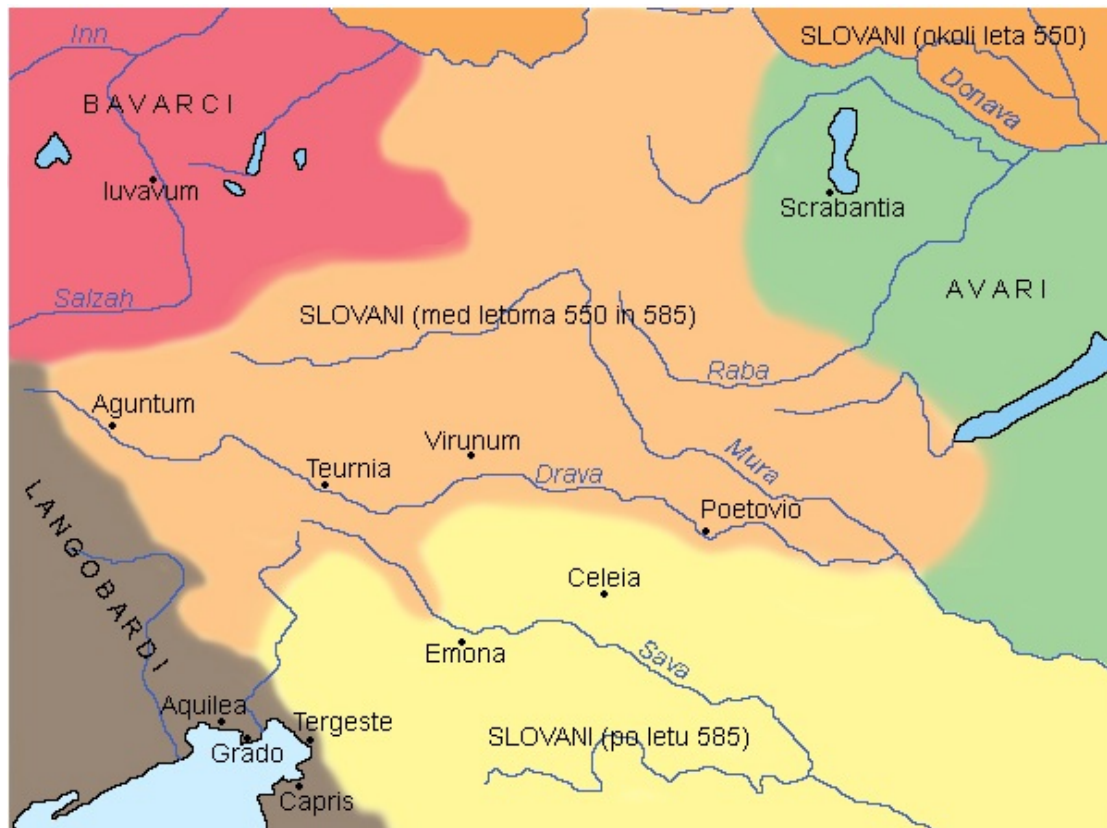 Inn
SLOVANI (okoli leta 550)
BAVARCI
Donava
Iuvavum
Scrabantia
Salzah
AVARI
SLOVANI (med letoma 550 in 585)
Raba
Aguntum
Virunum
Mura
Teurnia
Drava
Poetovio
LANGOBARDI
Celeia
Emona
Sava
Aquilea
Tergeste
Grado
SLOVANI (po letu 585)
Capris